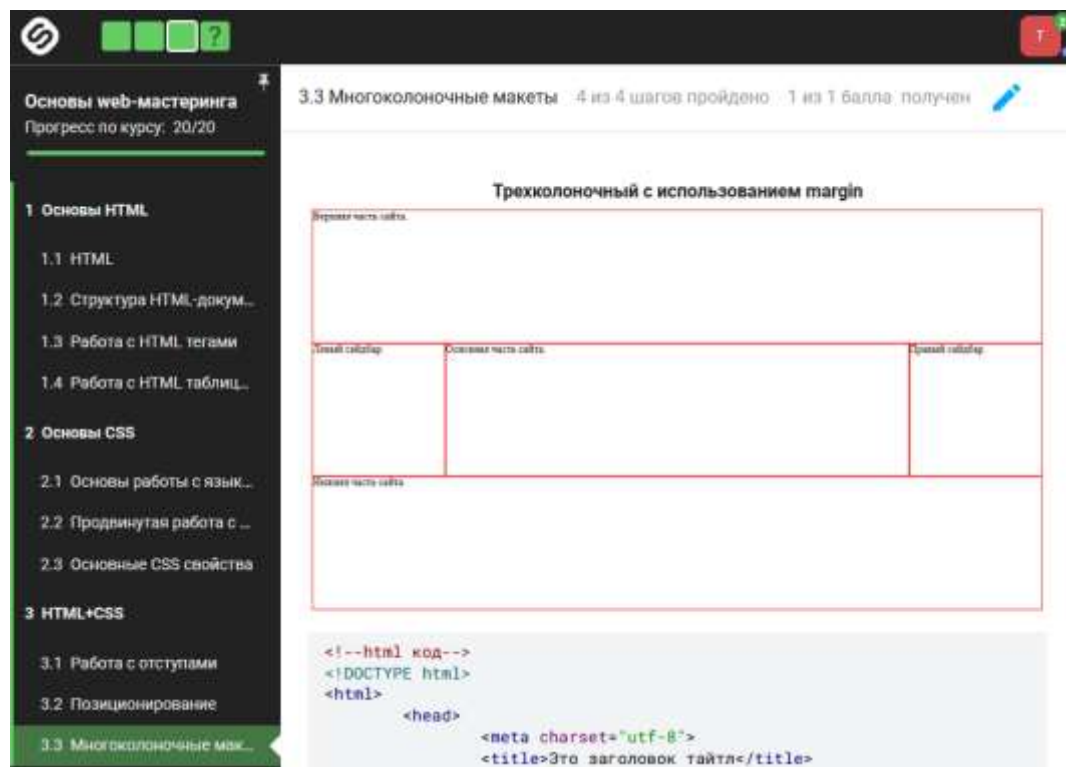 ?
T
Основы web-мастеринга
Прогресс по курсу: 20/20
1 Основы HTML
1.1 HTML
1.2 Структура HTML-докум...
1.3 Работа с HTML тегами
1.4 Работа с HTML таблиц...
2 Основы CSS
2.1 Основы работы с язык...
2.2 Продвинутая работа с ...
2.3 Основные CSS свойства
3 HTML+CSS
3.1 Работа с отступами
3.2 Позиционирование
3.3 Многоколоночные мак...
3.3 Многоколоночные макеты 4 из 4 шагов пройдено 1 из 1 балла получен
Трехколоночный с использованием margin
Верхняя часть сайта.
Левый сайдбар Основная часть сайта. Правый сайдбар
Нижняя часть сайта
<!--html код-->
<!DOCTYPE html>
<html>
<head>
<meta charset="utf-8">
<title>Это заголовок тайтл</title>